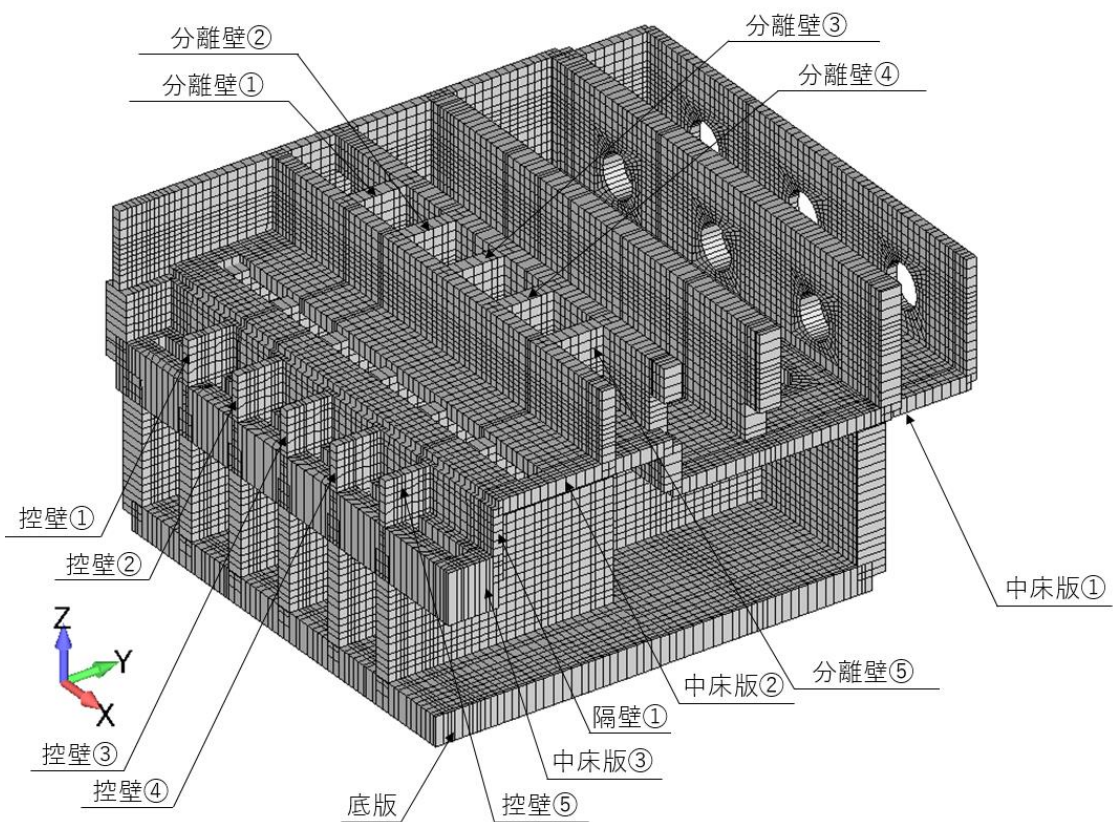 分離壁②
分離壁①
分離壁③
分離壁④
控壁①
控壁②
控壁③
控壁④
底版
控壁⑤
中床版③
隔壁①
中床版②
分離壁⑤
中床版①
Z
Y
X